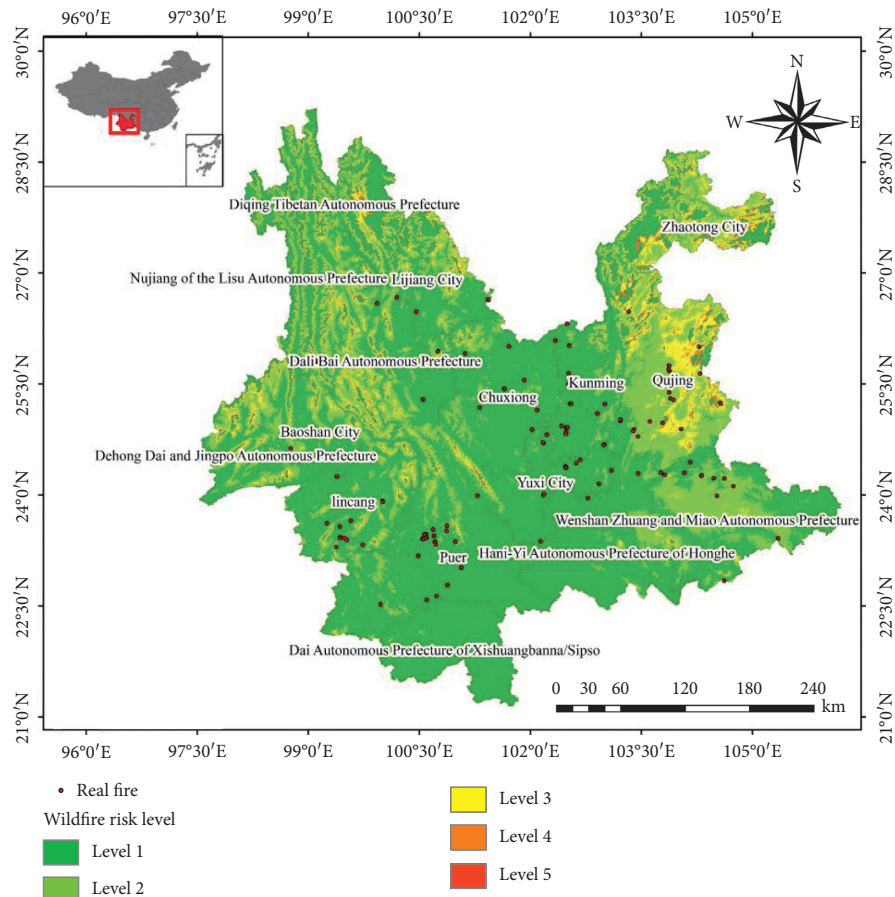 96°0′E 97°30′E 99°0′E 100°30′E 102°0′E 103°30′E 105°0′E
30°0′N 30°0′N
28°30′N 28°30′N
27°0′N 27°0′N
25°30′N 25°30′N
24°0′N 24°0′N
22°30′N 22°30′N
21°0′N 21°0′N
N
W E
S
Diqing Tibetan Autonomous Prefecture
Zhaotong City
Nujiang of the Lisu Autonomous Prefecture Lijiang City
Dali Bai Autonomous Prefecture
Kunming
Qujing
Chuxiong
Baoshan City
Dehong Dai and Jingpo Autonomous Prefecture
Yuxi City
lincang
Wenshan Zhuang and Miao Autonomous Prefecture
Hani-Yi Autonomous Prefecture of Honghe
Puer
Dai Autonomous Prefecture of Xishuangbanna/Sipso
0 30 60 120 180 240
km
96°0′E 97°30′E 99°0′E 100°30′E 102°0′E 103°30′E 105°0′E
Real fire
Wildfire risk level
Level 1
Level 2
Level 3
Level 4
Level 5